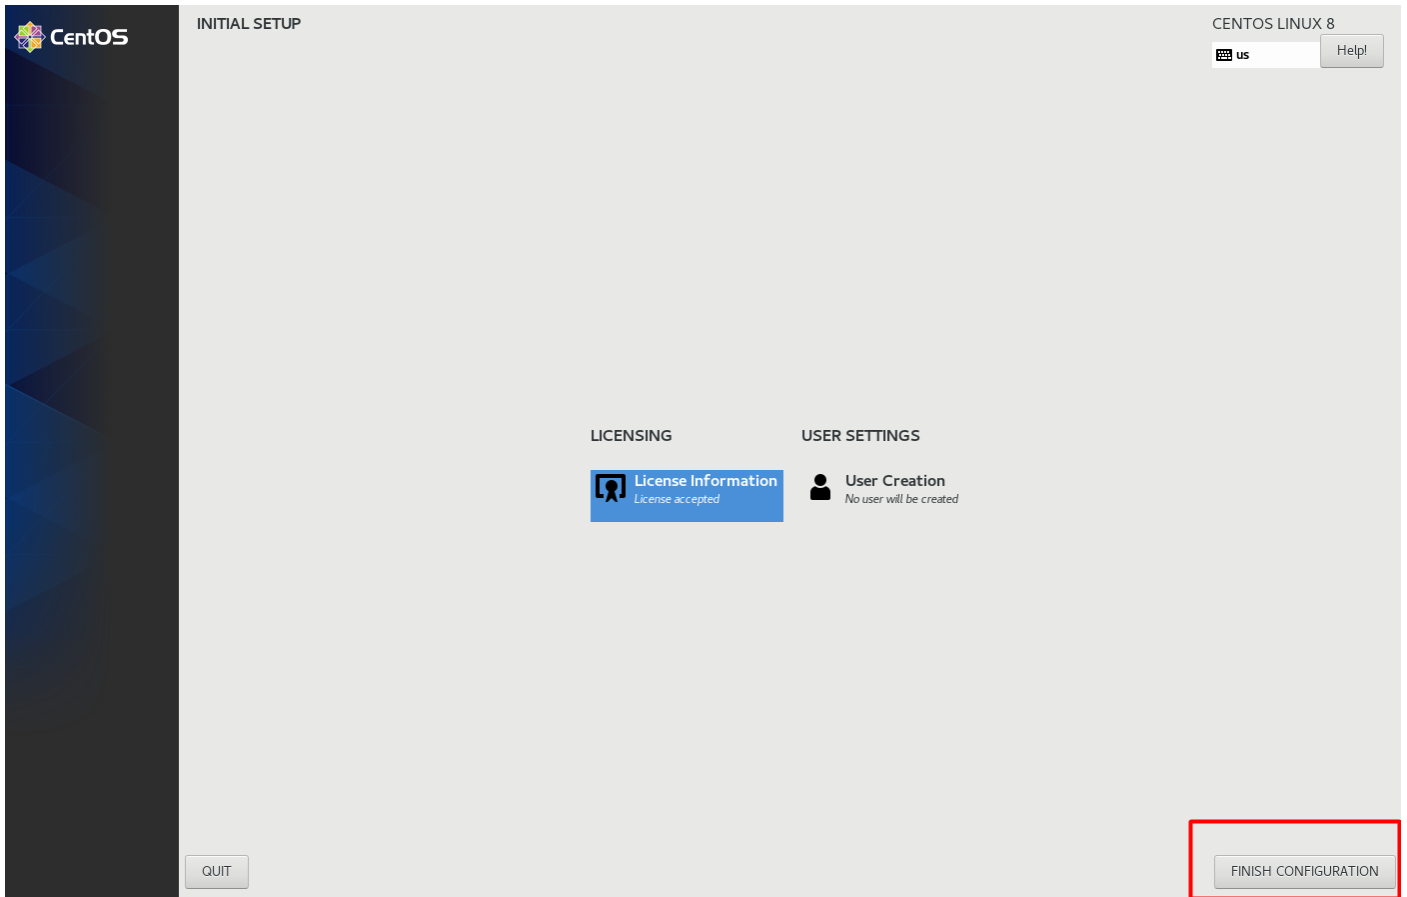 CentOS
INITIAL SETUP
CENTOS LINUX 8
us
Help!
LICENSING
License Information
License accepted
USER SETTINGS
User Creation
No user will be created
QUIT
FINISH CONFIGURATION